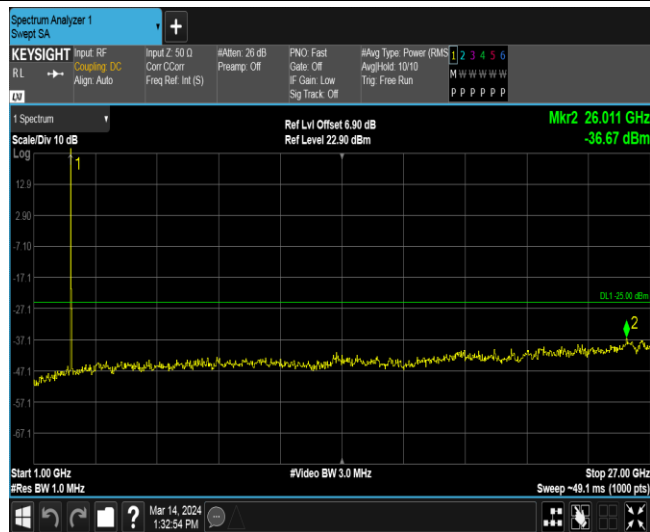 Spectrum Analyzer 1
Swept SA
+
KEYSIGHT
RL
Input: RF
Coupling: DC
Align: Auto
Input Z: 50 Ω
Corr CCorr
Freq Ref: Int (S)
#Atten: 26 dB
Preamp: Off
PNO: Fast
Gate: Off
IF Gain: Low
Sig Track: Off
#Avg Type: Power (RMS
Avg|Hold: 10/10
Trig: Free Run
1 2 3 4 5 6
M W W W W W
P P P P P P
1 Spectrum
Scale/Div 10 dB
Log
Ref Lvl Offset 6.90 dB
Ref Level 22.90 dBm
Mkr2 26.011 GHz
-36.67 dBm
1
12.9
2.90
-7.10
-17.1
DL1 -25.00 dBm
-27.1
2
-37.1
-47.1
-57.1
-67.1
Start 1.00 GHz
#Res BW 1.0 MHz
#Video BW 3.0 MHz
Stop 27.00 GHz
Sweep ~49.1 ms (1000 pts)
?
Mar 14, 2024
1:32:54 PM